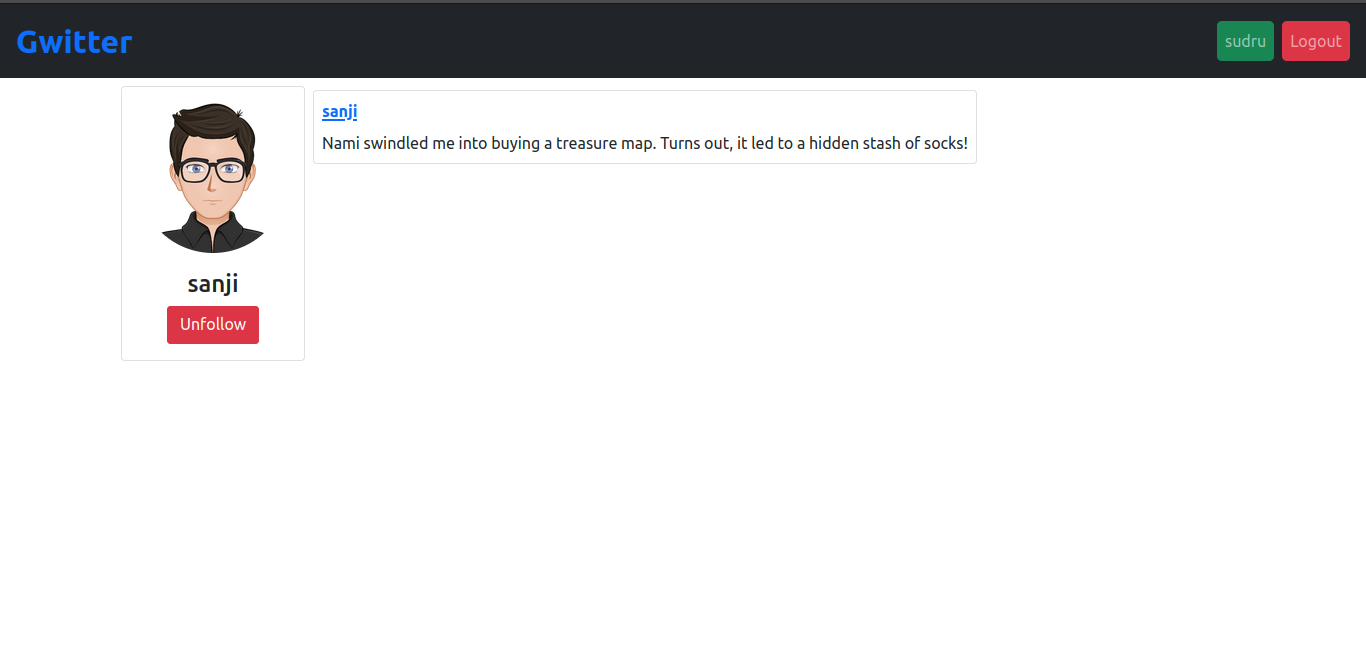 Gwitter
sudru
Logout
sanji
Unfollow
sanji
Nami swindled me into buying a treasure map. Turns out, it led to a hidden stash of socks!